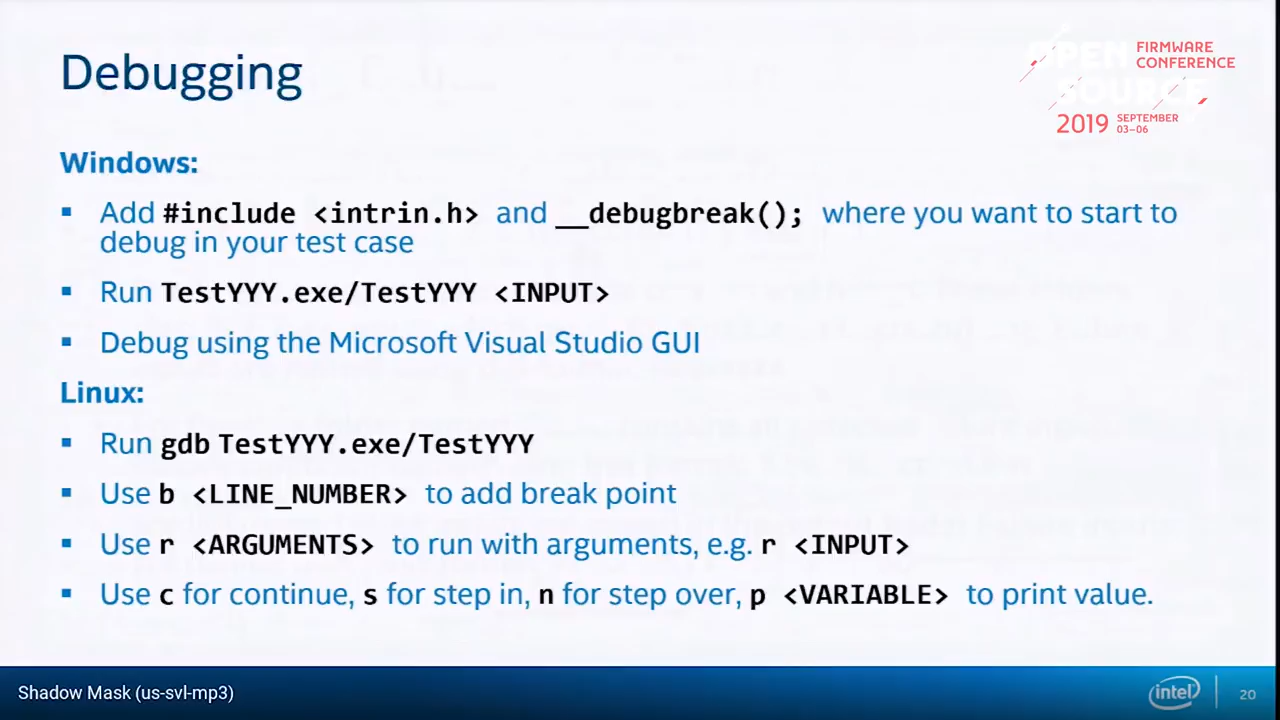 Debugging
OPEN SOURCE
FIRMWARE
CONFERENCE
2019 SEPTEMBER
03–06
Windows:
▪ Add #include <intrin.h> and __debugbreak(); where you want to start to
debug in your test case
▪ Run TestYYY.exe/TestYYY <INPUT>
▪ Debug using the Microsoft Visual Studio GUI
Linux:
▪ Run gdb TestYYY.exe/TestYYY
▪ Use b <LINE_NUMBER> to add break point
▪ Use r <ARGUMENTS> to run with arguments, e.g. r <INPUT>
▪ Use c for continue, s for step in, n for step over, p <VARIABLE> to print value.
Shadow Mask (us-svl-mp3)
intel
20